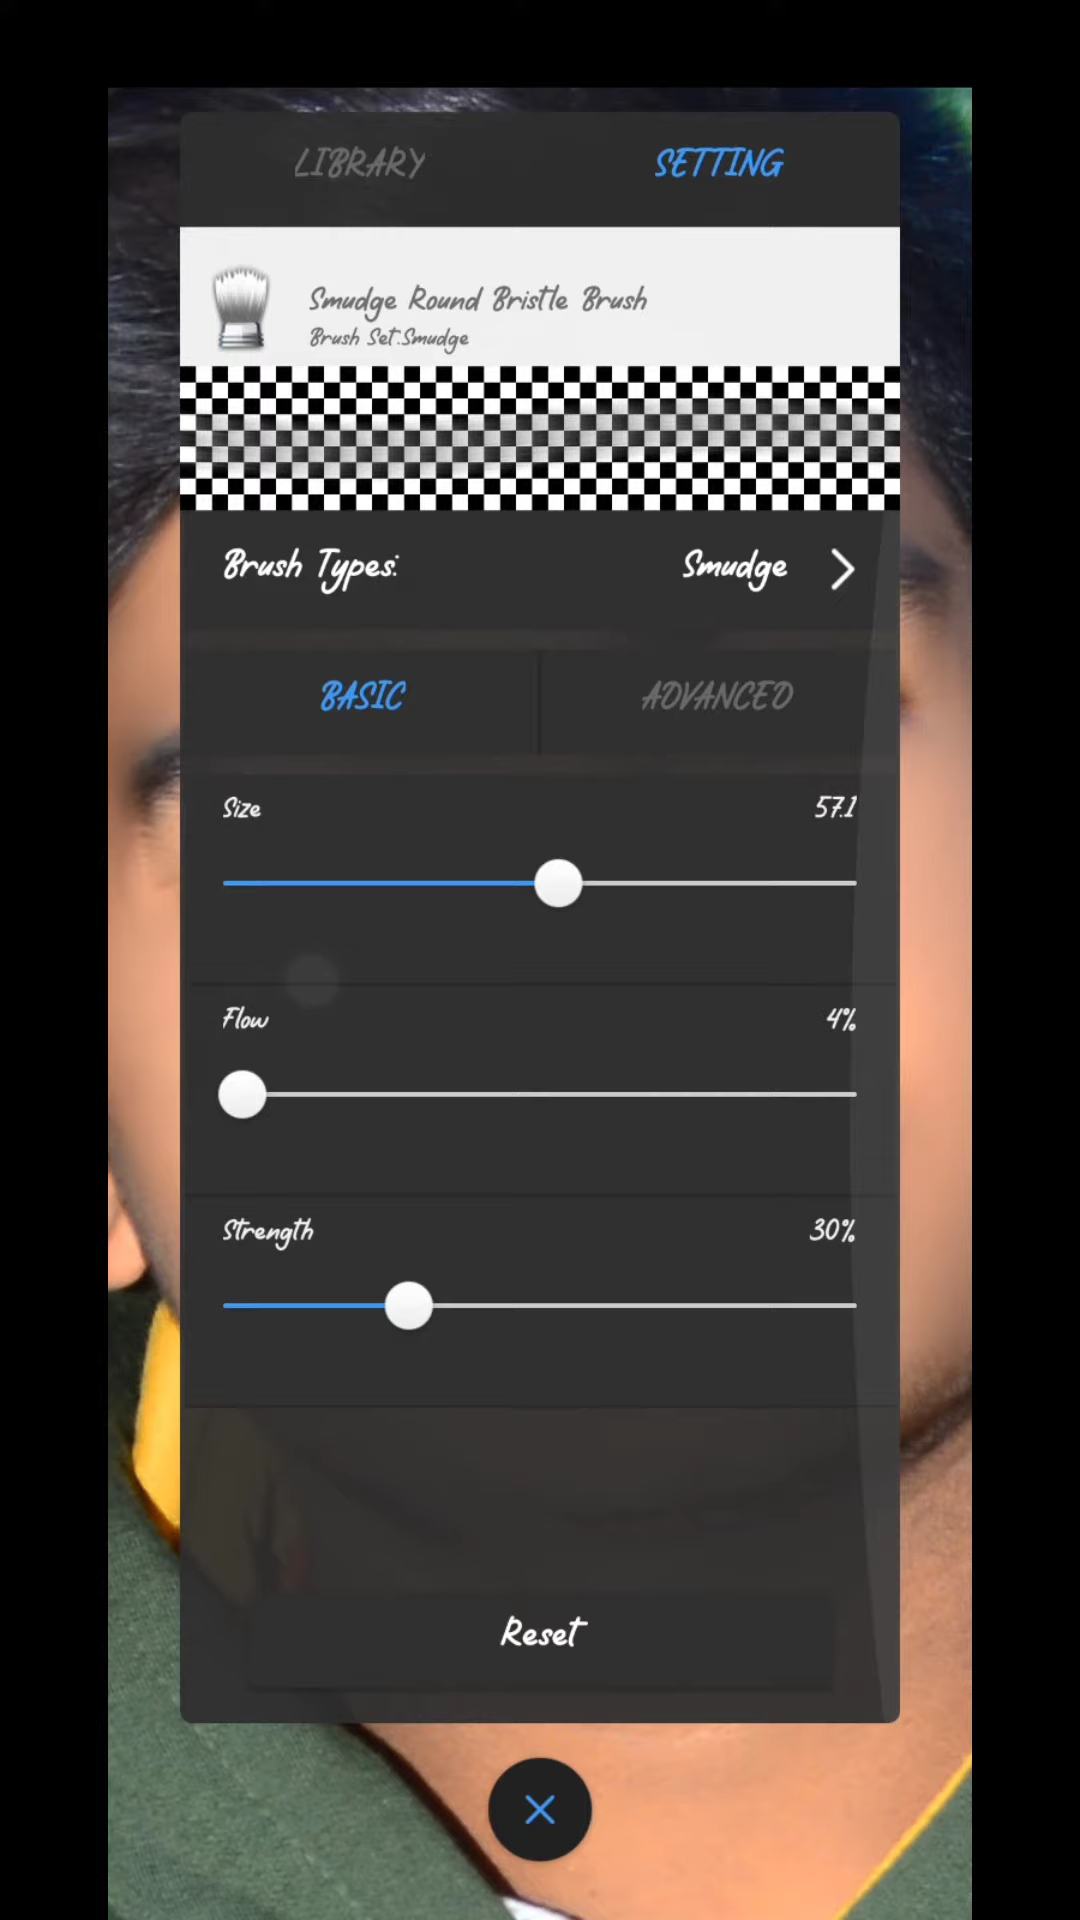 LIBRARY SETTING
Smudge Round Bristle Brush
Brush Set:Smudge
Brush Types: Smudge
BASIC ADVANCED
Size 57.1
Flow 4%
Strength 30%
Reset